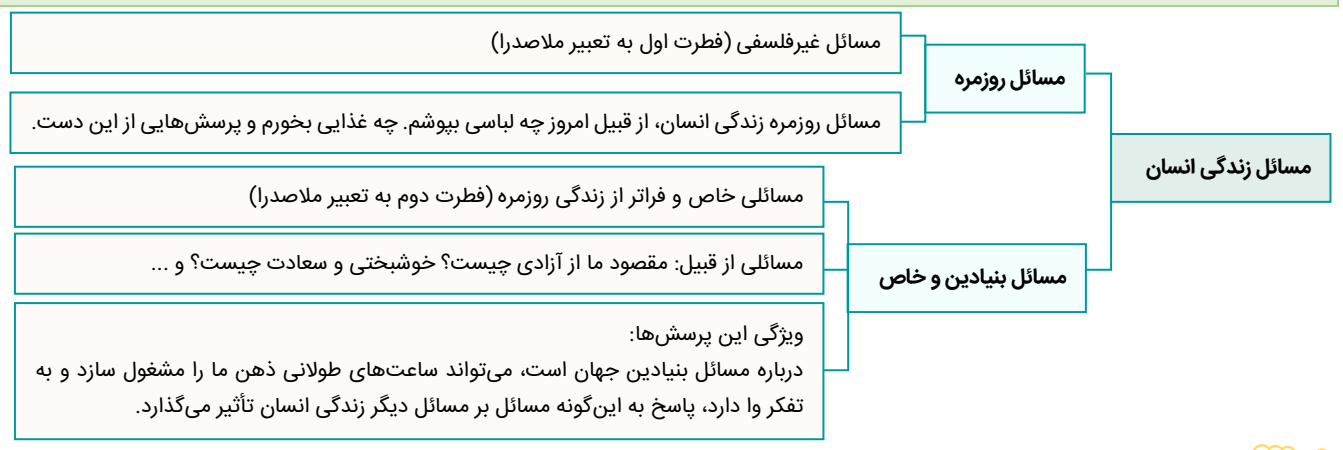 مسائل زندگی انسان
مسائل روزمره
مسائل غیرفلسفی (فطرت اول به تعبیر ملاصدرا)
مسائل روزمره زندگی انسان، از قبیل امروز چه لباسی بپوشم. چه غذایی بخورم و پرسش‌هایی از این دست.
مسائل بنیادین و خاص
مسائلی خاص و فراتر از زندگی روزمره (فطرت دوم به تعبیر ملاصدرا)
مسائلی از قبیل: مقصود ما از آزادی چیست؟ خوشبختی و سعادت چیست؟ و ...
ویژگی این پرسش‌ها:
درباره مسائل بنیادین جهان است، می‌تواند ساعت‌های طولانی ذهن ما را مشغول سازد و به
تفکر وا دارد، پاسخ به این‌گونه مسائل بر مسائل دیگر زندگی انسان تأثیر می‌گذارد.